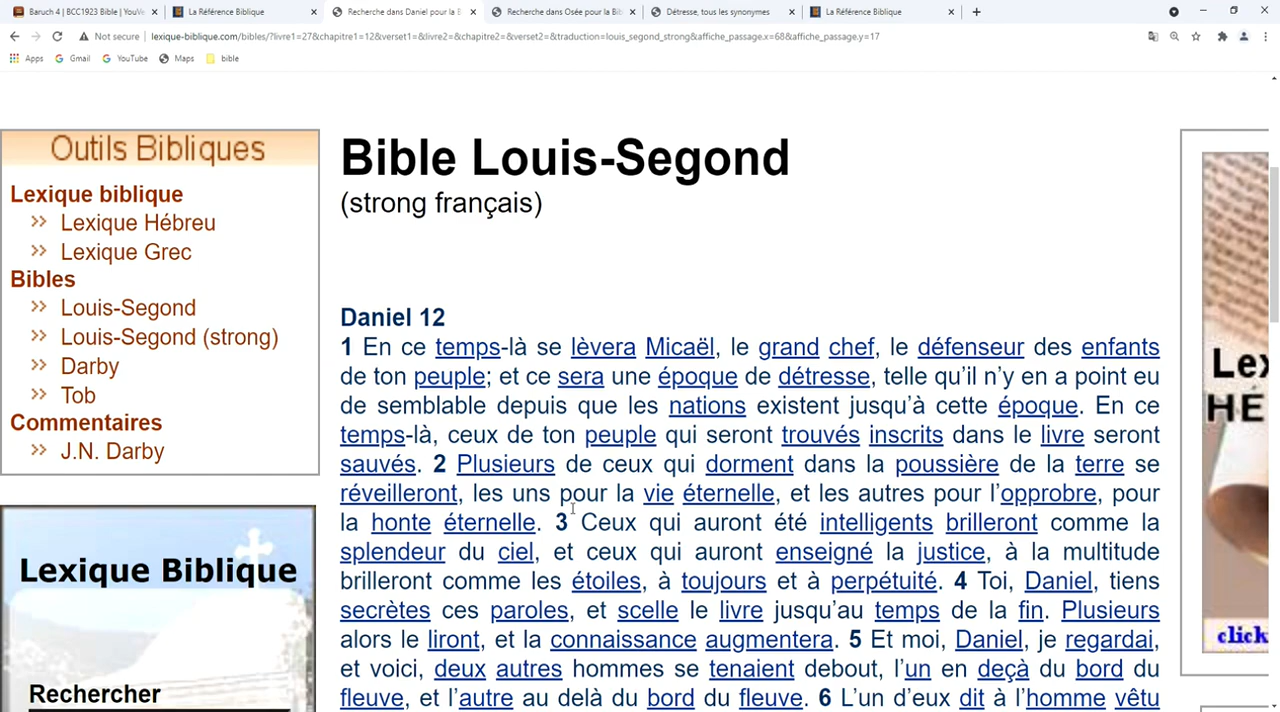 Baruch 4 | BCC1923 Bible | YouV
La Référence Biblique
Recherche dans Daniel pour la B
Recherche dans Osée pour la Bib
Détresse, tous les synonymes
La Référence Biblique
Not secure | lexique-biblique.com/bibles/?livre1=27&chapitre1=12&verset1=&livre2=&chapitre2=&verset2=&traduction=louis_segond_strong&affiche_passage.x=68&affiche_passage.y=17
Apps Gmail YouTube Maps bible
Outils Bibliques
Lexique biblique
Lexique Hébreu
Lexique Grec
Bibles
Louis-Segond
Louis-Segond (strong)
Darby
Tob
Commentaires
J.N. Darby
Lexique Biblique
Rechercher
Bible Louis-Segond
(strong français)
Daniel 12
1 En ce temps-là se lèvera Micaël, le grand chef, le défenseur des enfants
de ton peuple; et ce sera une époque de détresse, telle qu'il n'y en a point eu
de semblable depuis que les nations existent jusqu'à cette époque. En ce
temps-là, ceux de ton peuple qui seront trouvés inscrits dans le livre seront
sauvés. 2 Plusieurs de ceux qui dorment dans la poussière de la terre se
réveilleront, les uns pour la vie éternelle, et les autres pour l'opprobre, pour
la honte éternelle. 3 Ceux qui auront été intelligents brilleront comme la
splendeur du ciel, et ceux qui auront enseigné la justice, à la multitude
brilleront comme les étoiles, à toujours et à perpétuité. 4 Toi, Daniel, tiens
secrètes ces paroles, et scelle le livre jusqu'au temps de la fin. Plusieurs
alors le liront, et la connaissance augmentera. 5 Et moi, Daniel, je regardai,
et voici, deux autres hommes se tenaient debout, l'un en deçà du bord du
fleuve, et l'autre au delà du bord du fleuve. 6 L'un d'eux dit à l'homme vêtu
Lex
HÉ
click